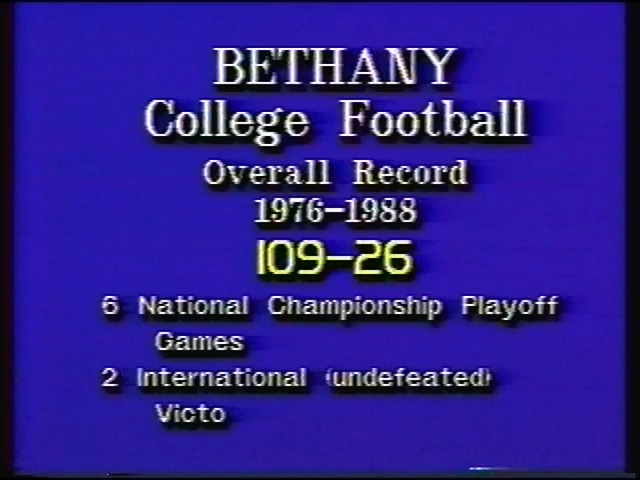 BETHANY
College Football
Overall Record
1976-1988
109-26
6 National Championship Playoff
Games
2 International (undefeated)
Victo